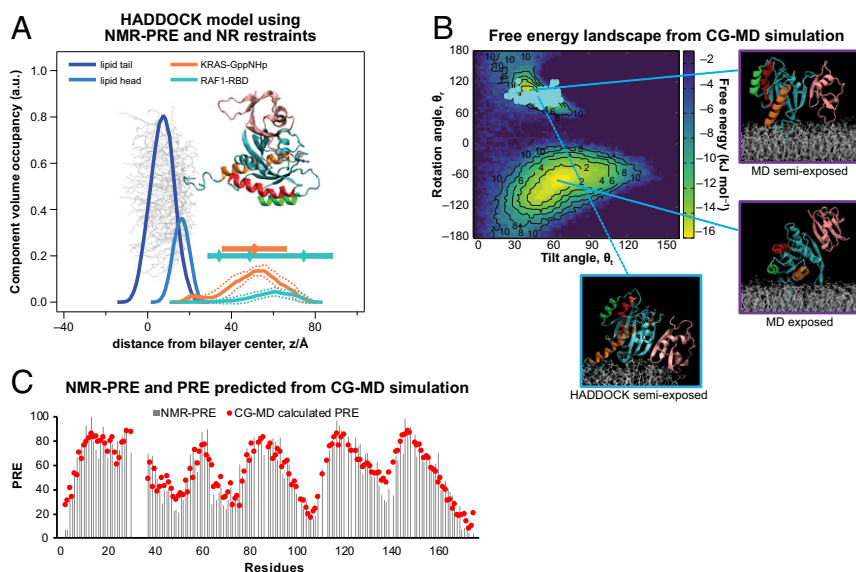 A
HADDOCK model using
NMR-PRE and NR restraints
lipid tail
lipid head
KRAS-GppNHp
RAF1-RBD
Component volume occupancy (a.u.)
1.0
0.8
0.6
0.4
0.2
0.0
−40
0
40
80
distance from bilayer center, z/Å
B
Free energy landscape from CG-MD simulation
Rotation angle, θr
180
120
60
0
−60
−120
−180
0
50
100
150
Tilt angle, θt
−2
−4
−6
−8
−10
−12
−14
−16
Free energy (kJ mol⁻¹)
MD semi-exposed
MD exposed
HADDOCK semi-exposed
C
NMR-PRE and PRE predicted from CG-MD simulation
NMR-PRE
CG-MD calculated PRE
PRE
100
80
60
40
20
0
0 20 40 60 80 100 120 140 160
Residues